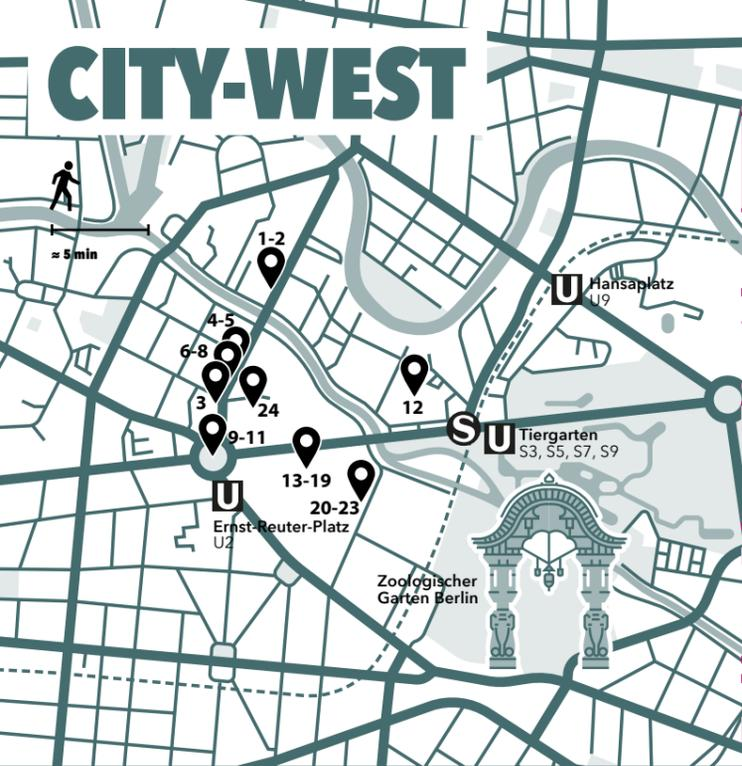 CITY-WEST
≈ 5 min
1-2
Hansaplatz
U
U9
4-5
6-8
3
24
12
9-11
S
U
Tiergarten
S3, S5, S7, S9
13-19
20-23
U
Ernst-Reuter-Platz
U2
Zoologischer
Garten Berlin